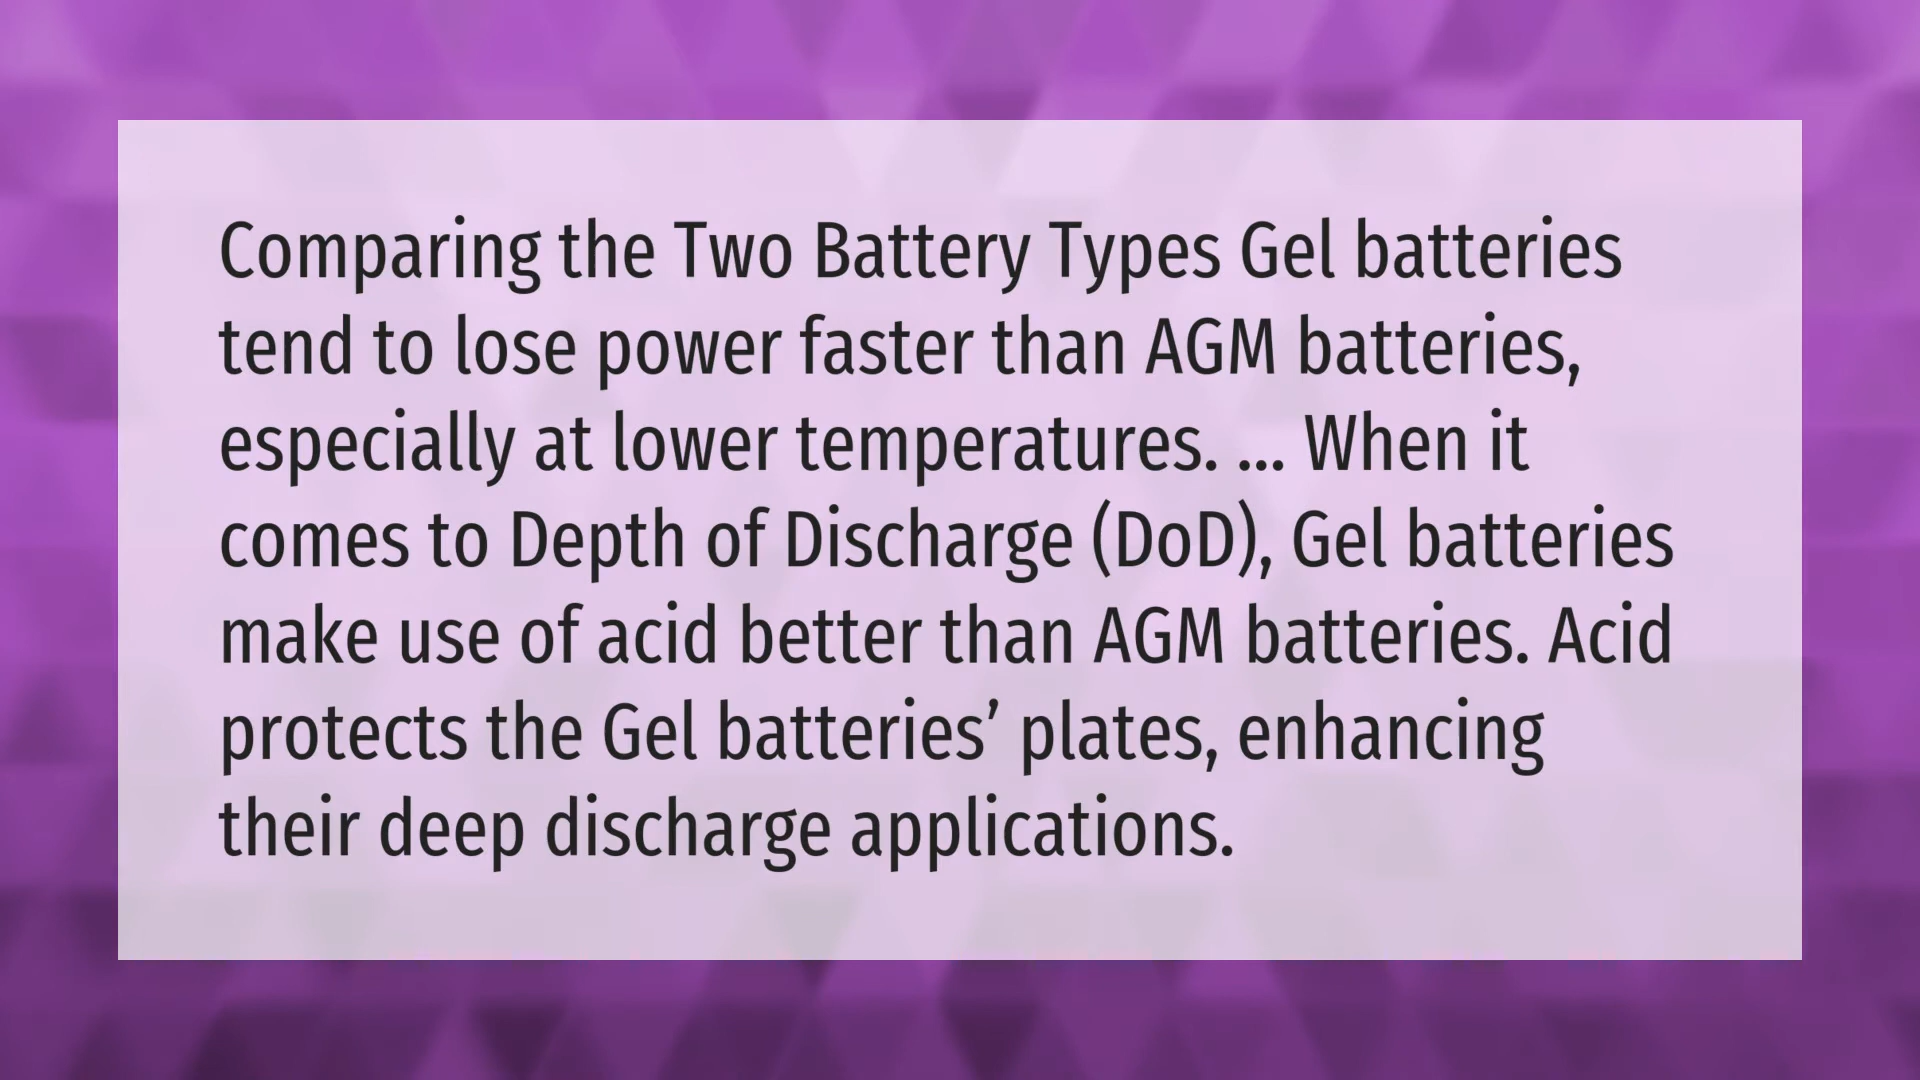 Comparing the Two Battery Types Gel batteries
tend to lose power faster than AGM batteries,
especially at lower temperatures. ... When it
comes to Depth of Discharge (DoD), Gel batteries
make use of acid better than AGM batteries. Acid
protects the Gel batteries’ plates, enhancing
their deep discharge applications.